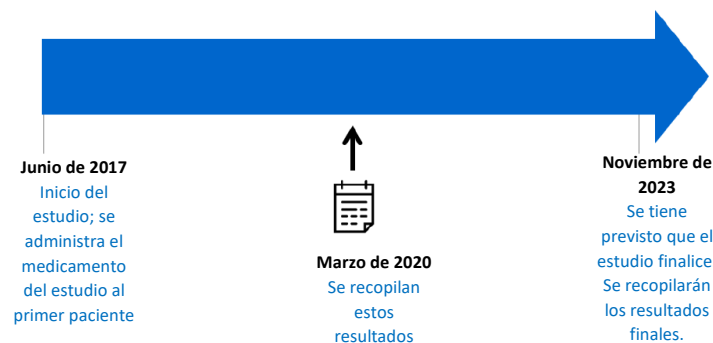 Junio de 2017
Inicio del
estudio; se
administra el
medicamento
del estudio al
primer paciente
Marzo de 2020
Se recopilan
estos
resultados
Noviembre de
2023
Se tiene
previsto que el
estudio finalice
Se recopilarán
los resultados
finales.